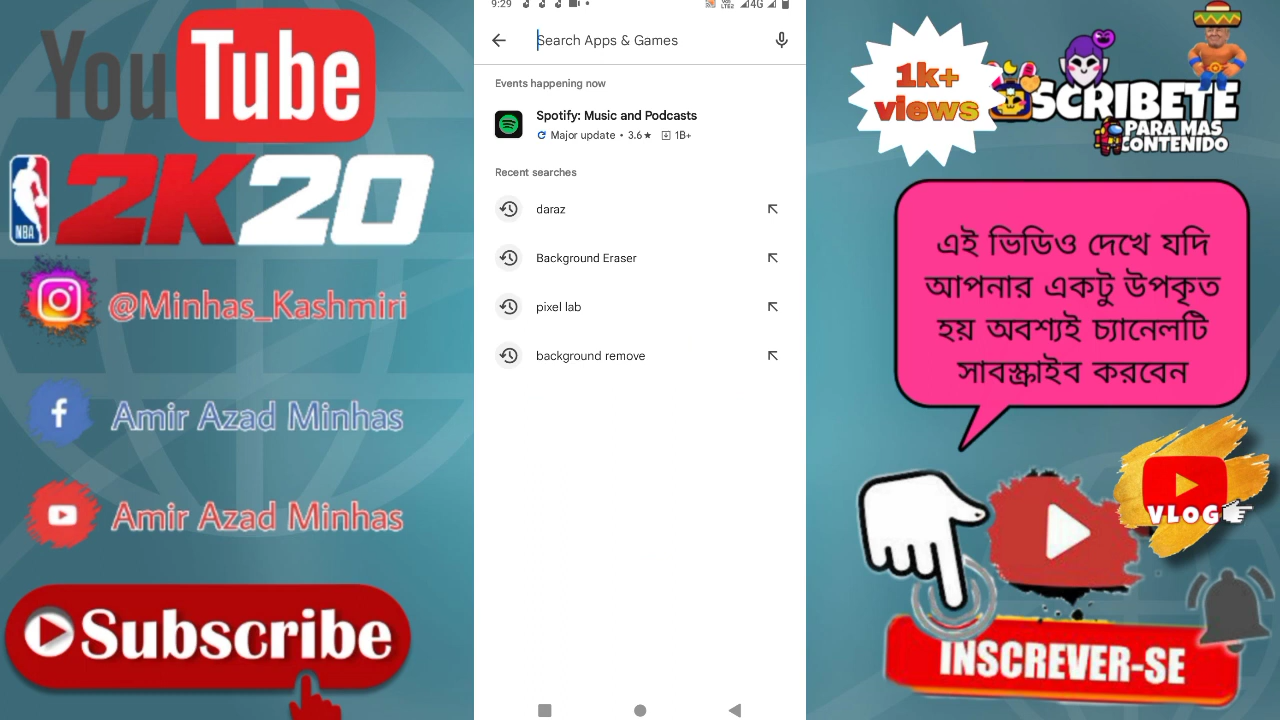 YouTube
NBA 2K20
@Minhas_Kashmiri
Amir Azad Minhas
Amir Azad Minhas
Subscribe
9:29
4G
Search Apps & Games
Events happening now
Spotify: Music and Podcasts
Major update • 3.6★ 1B+
Recent searches
daraz
Background Eraser
pixel lab
background remove
1k+
views
SCRIBETE
PARA MAS
CONTENIDO
এই ভিডিও দেখে যদি
আপনার একটু উপকৃত
হয় অবশ্যই চ্যানেলটি
সাবস্ক্রাইব করবেন
VLOG
INSCREVER-SE